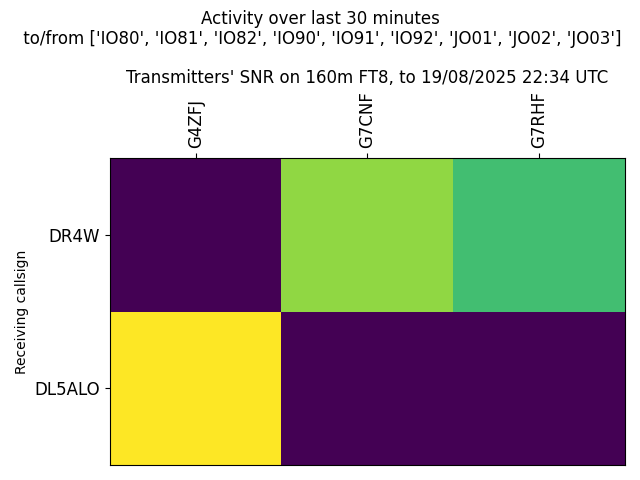 Activity over last 30 minutes
to/from ['IO80', 'IO81', 'IO82', 'IO90', 'IO91', 'IO92', 'JO01', 'JO02', 'JO03']
Transmitters' SNR on 160m FT8, to 19/08/2025 22:34 UTC
G4ZFJ
G7CNF
G7RHF
DR4W
DL5ALO
Receiving callsign